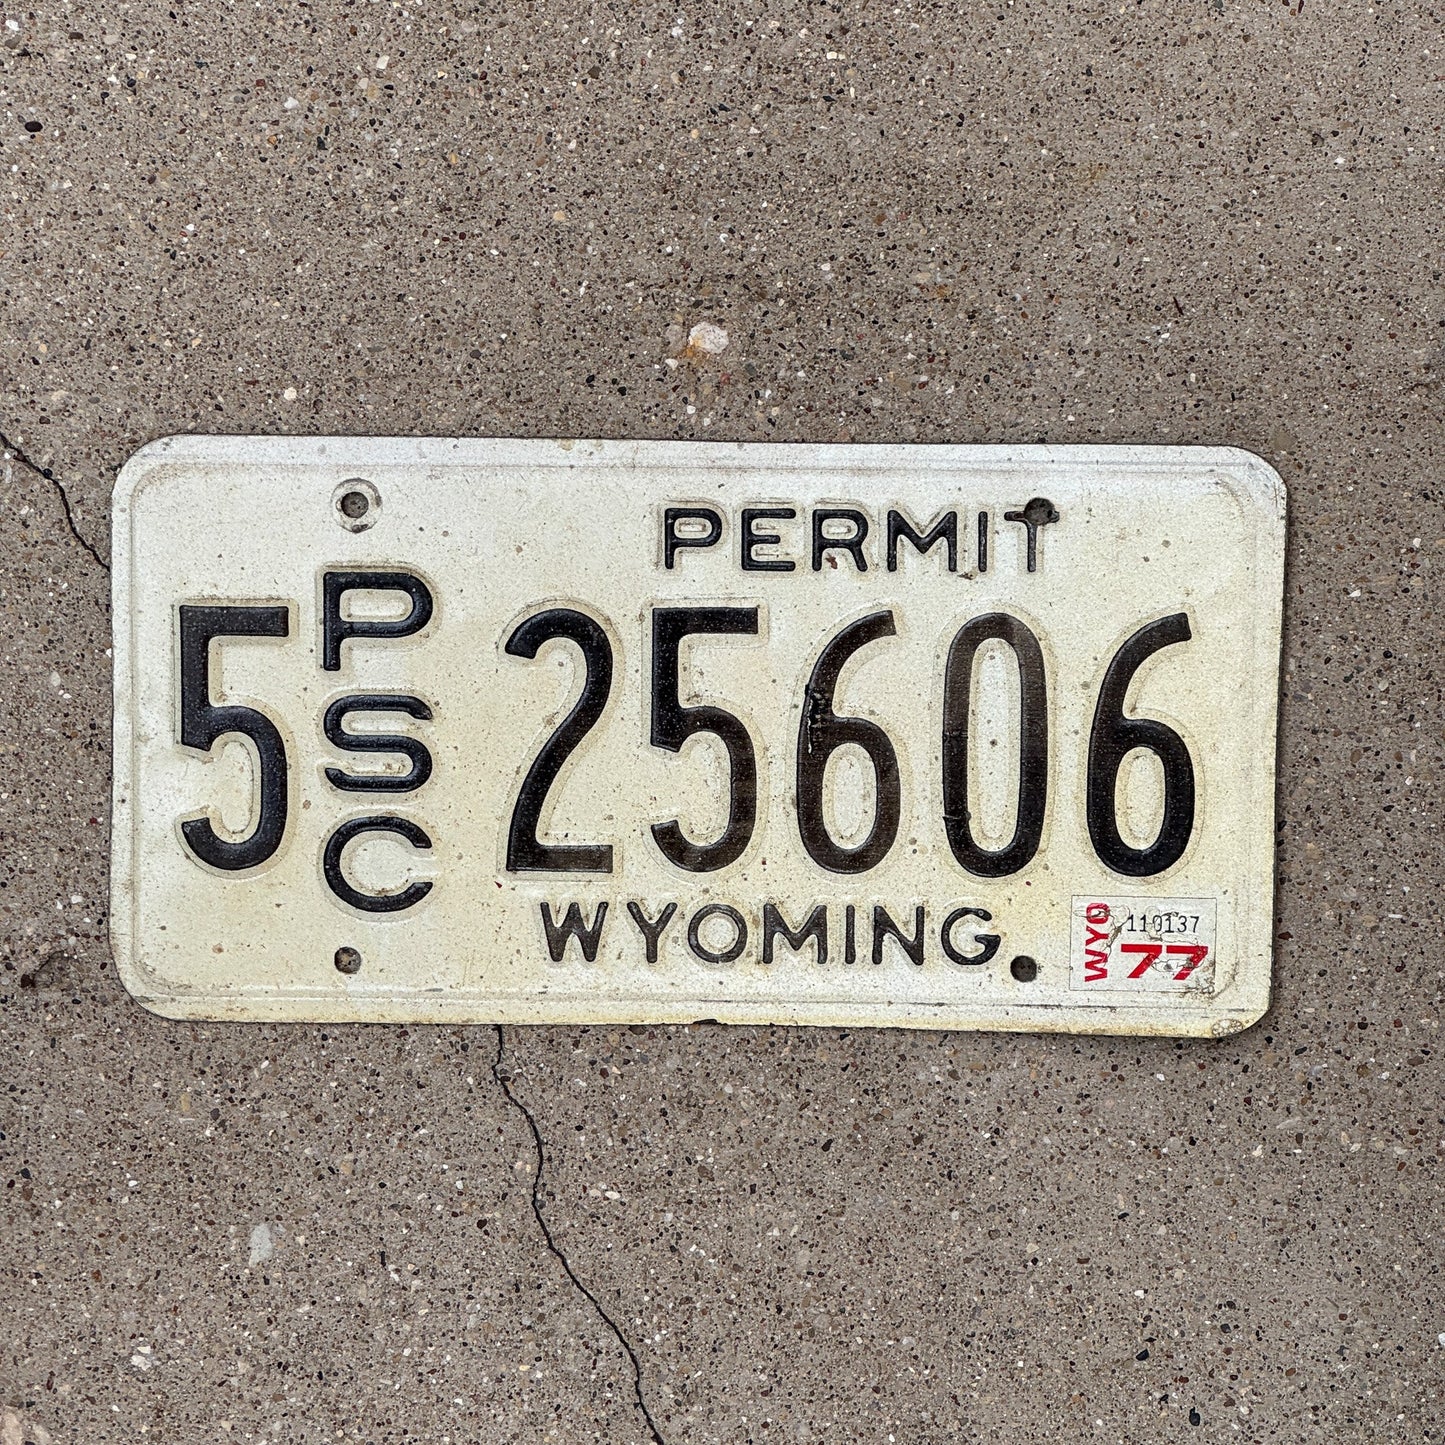 PERMIT
5 PSC 25606
WYOMING
WYO 110137
77